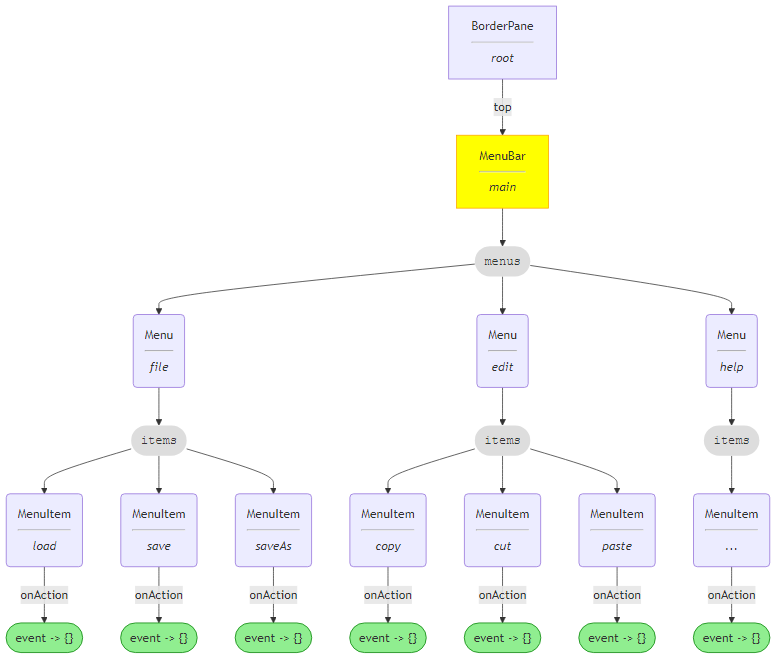 BorderPane
root
top
MenuBar
main
menus
Menu
file
Menu
edit
Menu
help
items
items
items
MenuItem
load
MenuItem
save
MenuItem
saveAs
MenuItem
copy
MenuItem
cut
MenuItem
paste
MenuItem
...
onAction
onAction
onAction
onAction
onAction
onAction
onAction
event -> {}
event -> {}
event -> {}
event -> {}
event -> {}
event -> {}
event -> {}